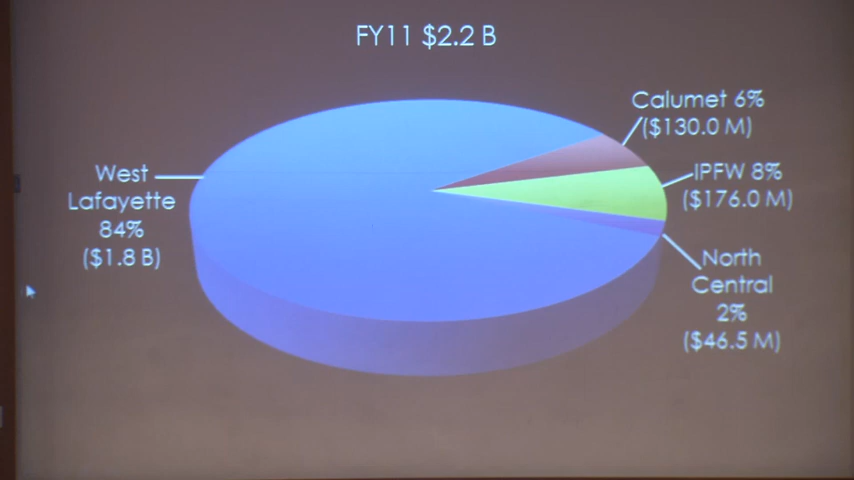 FY11 $2.2 B
Calumet 6%
($130.0 M)
West
Lafayette
84%
($1.8 B)
IPFW 8%
($176.0 M)
North
Central
2%
($46.5 M)